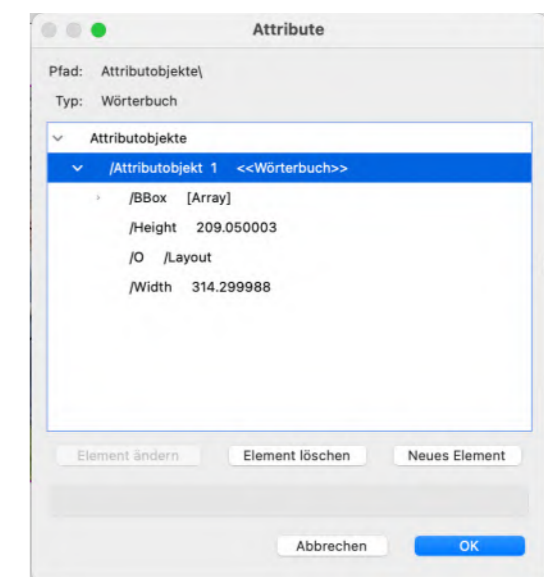 Attribute
Pfad: Attributobjekte\
Typ: Wörterbuch
Attributobjekte
/Attributobjekt 1 <<Wörterbuch>>
/BBox [Array]
/Height 209.050003
/O /Layout
/Width 314.299988
Element ändern Element löschen Neues Element
Abbrechen OK